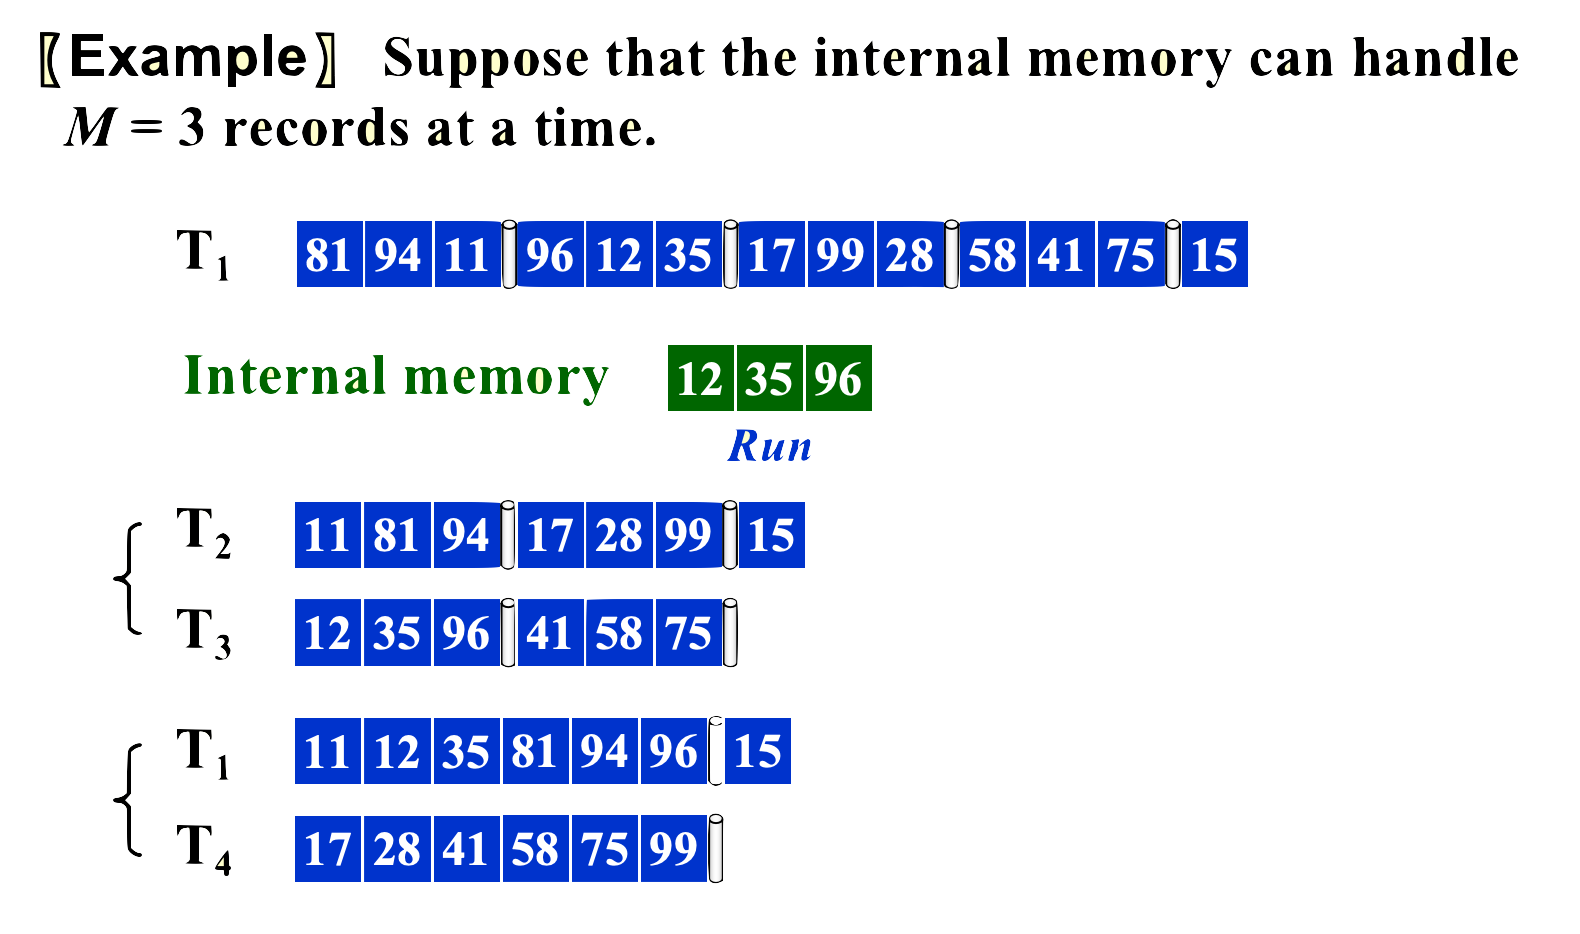 〖Example〗 Suppose that the internal memory can handle
M = 3 records at a time.
T1 81 94 11 96 12 35 17 99 28 58 41 75 15
Internal memory 12 35 96
Run
T2 11 81 94 17 28 99 15
T3 12 35 96 41 58 75
T1 11 12 35 81 94 96 15
T4 17 28 41 58 75 99